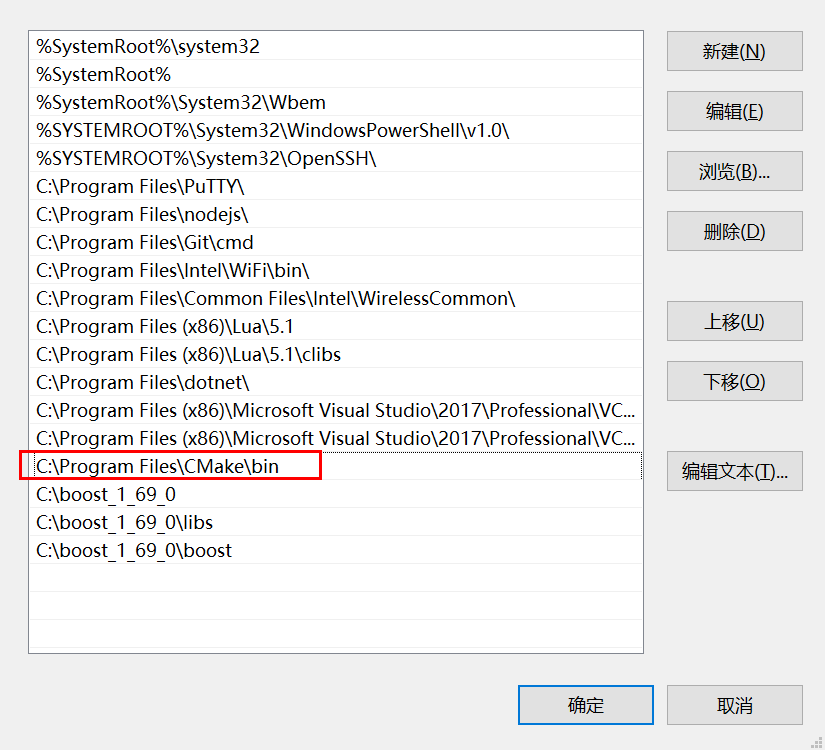 %SystemRoot%\system32
%SystemRoot%
%SystemRoot%\System32\Wbem
%SYSTEMROOT%\System32\WindowsPowerShell\v1.0\
%SYSTEMROOT%\System32\OpenSSH\
C:\Program Files\PuTTY\
C:\Program Files\nodejs\
C:\Program Files\Git\cmd
C:\Program Files\Intel\WiFi\bin\
C:\Program Files\Common Files\Intel\WirelessCommon\
C:\Program Files (x86)\Lua\5.1
C:\Program Files (x86)\Lua\5.1\clibs
C:\Program Files\dotnet\
C:\Program Files (x86)\Microsoft Visual Studio\2017\Professional\VC...
C:\Program Files (x86)\Microsoft Visual Studio\2017\Professional\VC...
C:\Program Files\CMake\bin
C:\boost_1_69_0
C:\boost_1_69_0\libs
C:\boost_1_69_0\boost
新建(N)
编辑(E)
浏览(B)...
删除(D)
上移(U)
下移(O)
编辑文本(T)...
确定
取消